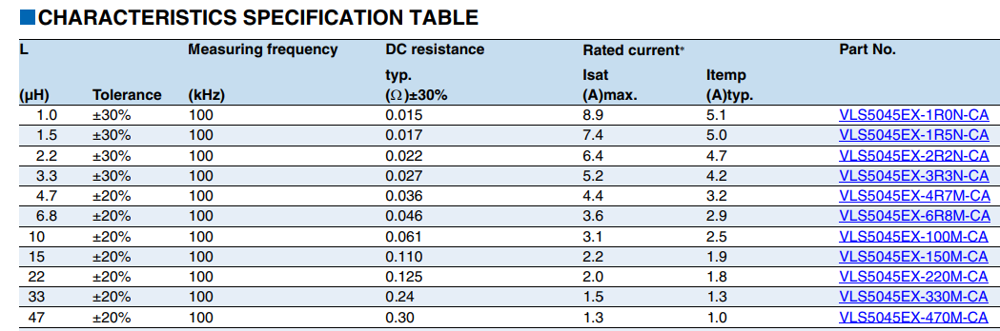 ■CHARACTERISTICS SPECIFICATION TABLE
L Measuring frequency DC resistance Rated current* Part No.
typ. Isat Itemp
(µH) Tolerance (kHz) (Ω)±30% (A)max. (A)typ.
1.0 ±30% 100 0.015 8.9 5.1 VLS5045EX-1R0N-CA
1.5 ±30% 100 0.017 7.4 5.0 VLS5045EX-1R5N-CA
2.2 ±30% 100 0.022 6.4 4.7 VLS5045EX-2R2N-CA
3.3 ±30% 100 0.027 5.2 4.2 VLS5045EX-3R3N-CA
4.7 ±20% 100 0.036 4.4 3.2 VLS5045EX-4R7M-CA
6.8 ±20% 100 0.046 3.6 2.9 VLS5045EX-6R8M-CA
10 ±20% 100 0.061 3.1 2.5 VLS5045EX-100M-CA
15 ±20% 100 0.110 2.2 1.9 VLS5045EX-150M-CA
22 ±20% 100 0.125 2.0 1.8 VLS5045EX-220M-CA
33 ±20% 100 0.24 1.5 1.3 VLS5045EX-330M-CA
47 ±20% 100 0.30 1.3 1.0 VLS5045EX-470M-CA